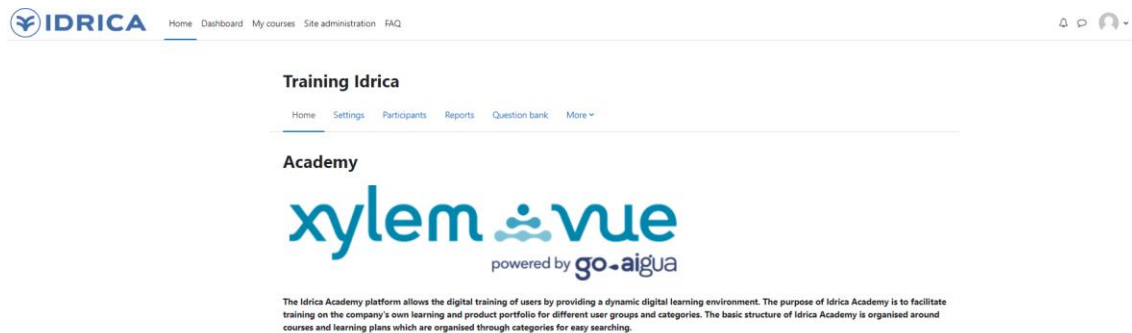 IDRICA Home Dashboard My courses Site administration FAQ
Training Idrica
Home Settings Participants Reports Question bank More
Academy
xylem vue
powered by go-aigua
The Idrica Academy platform allows the digital training of users by providing a dynamic digital learning environment. The purpose of Idrica Academy is to facilitate
training on the company's own learning and product portfolio for different user groups and categories. The basic structure of Idrica Academy is organised around
courses and learning plans which are organised through categories for easy searching.